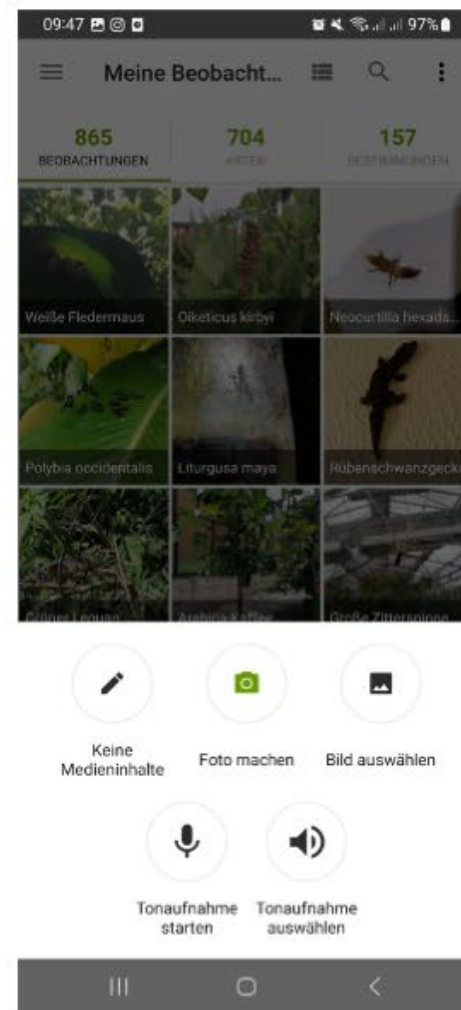 09:47 97%
Meine Beobacht...
865 704 157
BEOBACHTUNGEN ARTEN BESTIMMUNGEN
Weiße Fledermaus Oiketicus kirbyi Neocurtilla hexada...
Polybia occidentalis Liturgusa maya Rübenschwanzgecko
Grüner Leguan Arabica Kaffee Große Zitterspinne
Keine
Medieninhalte
Foto machen Bild auswählen
Tonaufnahme Tonaufnahme
starten auswählen